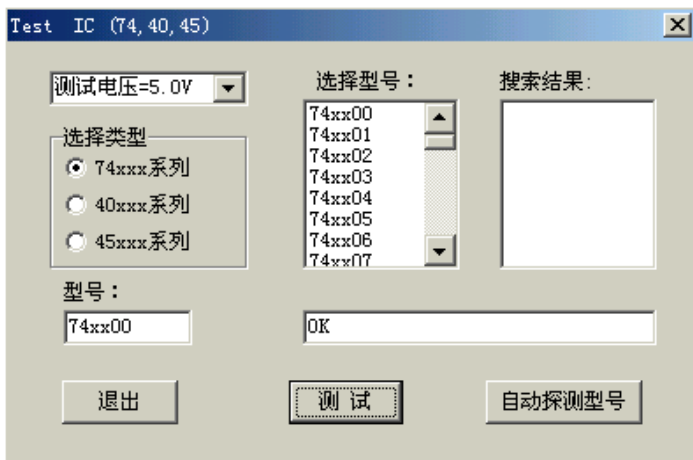 Test IC (74,40,45)
测试电压=5.0V
选择类型
74xxx系列
40xxx系列
45xxx系列
型号：
74xx00
选择型号：
74xx00
74xx01
74xx02
74xx03
74xx04
74xx05
74xx06
74xx07
搜索结果:
OK
退出
测 试
自动探测型号